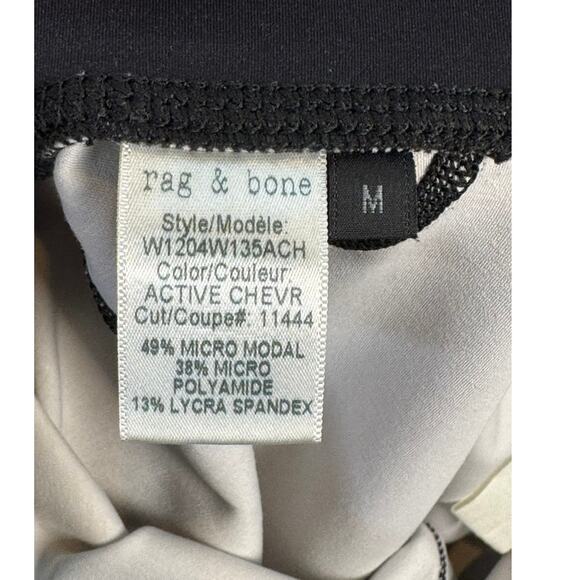 rag & bone
M
Style/Modèle:
W1204W135ACH
Color/Couleur:
ACTIVE CHEVR
Cut/Coupe#: 11444
49% MICRO MODAL
38% MICRO
POLYAMIDE
13% LYCRA SPANDEX